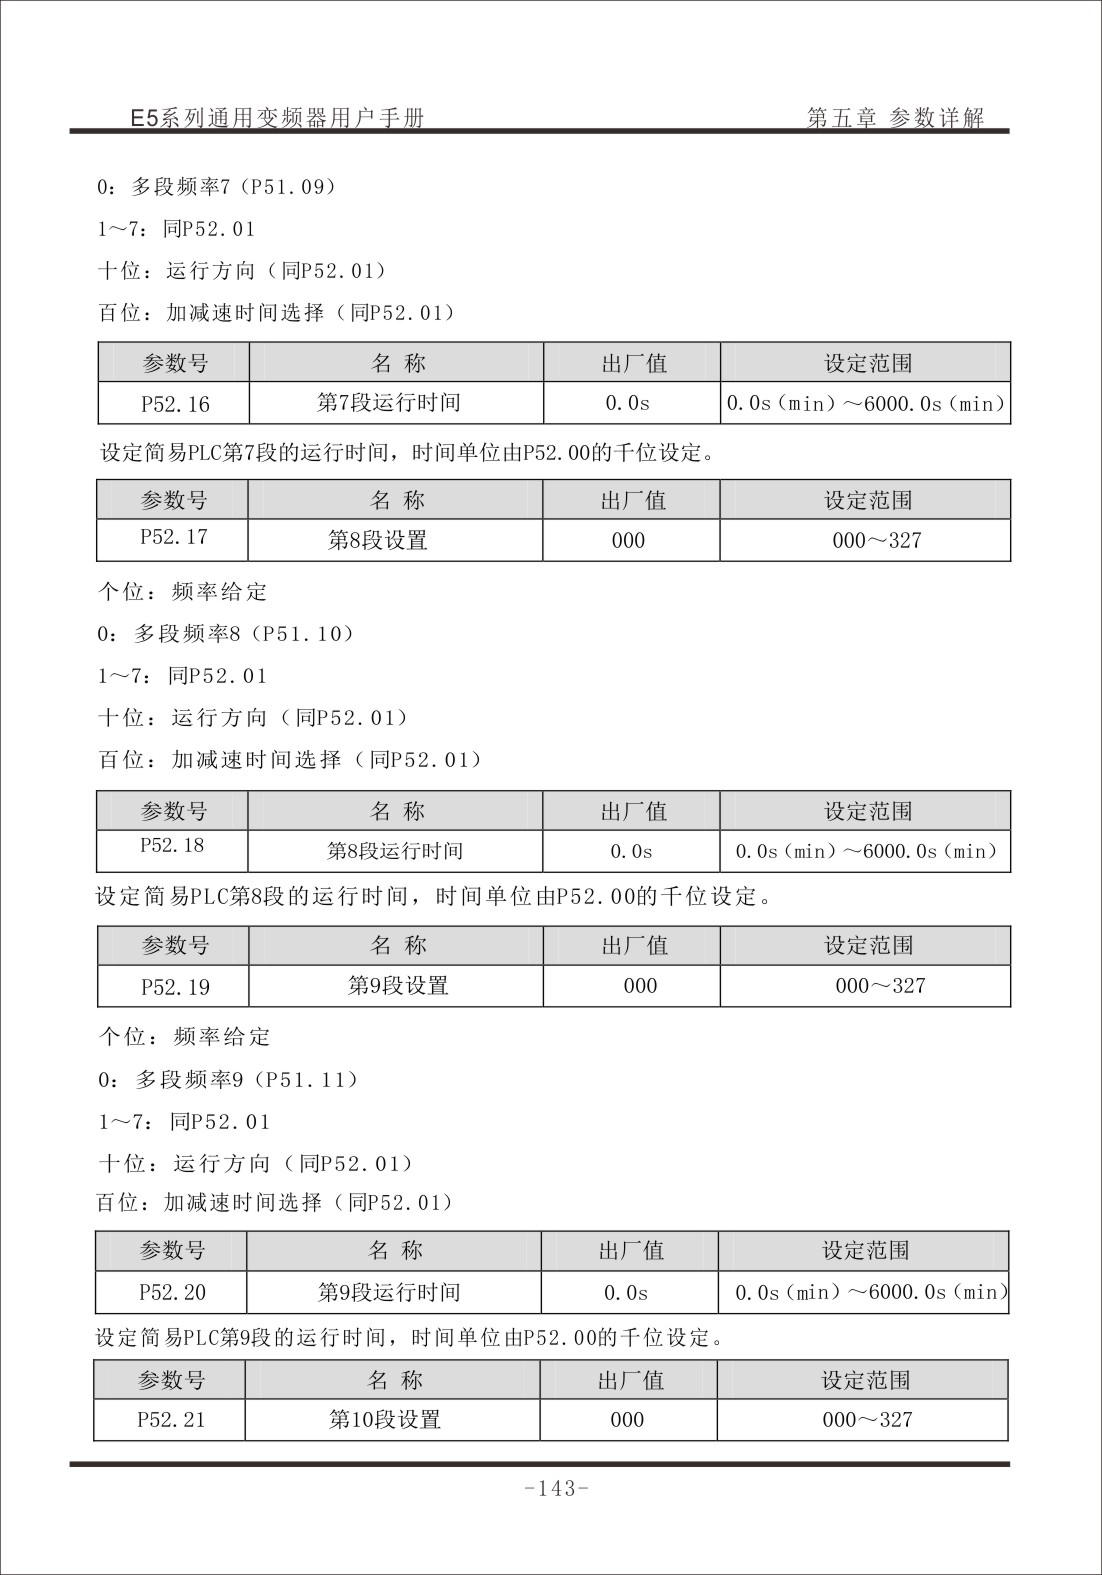 E5系列通用变频器用户手册 第五章 参数详解
0：多段频率7（P51.09）
1～7：同P52.01
十位：运行方向（同P52.01）
百位：加减速时间选择（同P52.01）
参数号 名 称 出厂值 设定范围
P52.16 第7段运行时间 0.0s 0.0s(min)～6000.0s(min)
设定简易PLC第7段的运行时间，时间单位由P52.00的千位设定。
参数号 名 称 出厂值 设定范围
P52.17 第8段设置 000 000～327
个位：频率给定
0：多段频率8（P51.10）
1～7：同P52.01
十位：运行方向（同P52.01）
百位：加减速时间选择（同P52.01）
参数号 名 称 出厂值 设定范围
P52.18 第8段运行时间 0.0s 0.0s(min)～6000.0s(min)
设定简易PLC第8段的运行时间，时间单位由P52.00的千位设定。
参数号 名 称 出厂值 设定范围
P52.19 第9段设置 000 000～327
个位：频率给定
0：多段频率9（P51.11）
1～7：同P52.01
十位：运行方向（同P52.01）
百位：加减速时间选择（同P52.01）
参数号 名 称 出厂值 设定范围
P52.20 第9段运行时间 0.0s 0.0s(min)～6000.0s(min)
设定简易PLC第9段的运行时间，时间单位由P52.00的千位设定。
参数号 名 称 出厂值 设定范围
P52.21 第10段设置 000 000～327
-143-